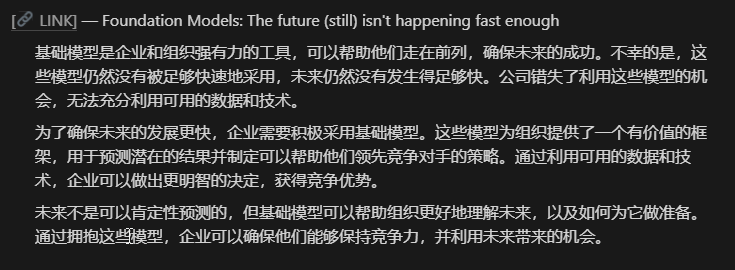 [🔗 LINK] — Foundation Models: The future (still) isn't happening fast enough
基础模型是企业和组织强有力的工具，可以帮助他们走在前列，确保未来的成功。不幸的是，这
些模型仍然没有被足够快速地采用，未来仍然没有发生得足够快。公司错失了利用这些模型的机
会，无法充分利用可用的数据和技术。
为了确保未来的发展更快，企业需要积极采用基础模型。这些模型为组织提供了一个有价值的框
架，用于预测潜在的结果并制定可以帮助他们领先竞争对手的策略。通过利用可用的数据和技
术，企业可以做出更明智的决定，获得竞争优势。
未来不是可以肯定性预测的，但基础模型可以帮助组织更好地理解未来，以及如何为它做准备。
通过拥抱这些模型，企业可以确保他们能够保持竞争力，并利用未来带来的机会。